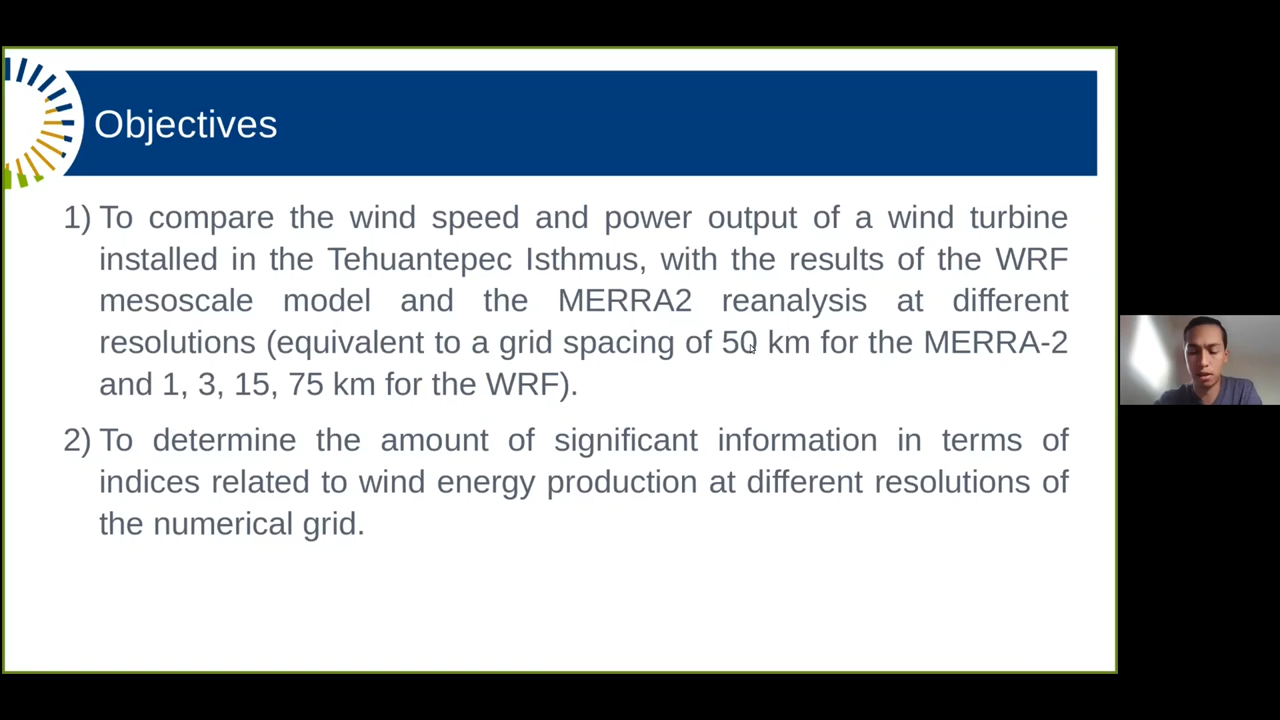 Objectives
1) To compare the wind speed and power output of a wind turbine
installed in the Tehuantepec Isthmus, with the results of the WRF
mesoscale model and the MERRA2 reanalysis at different
resolutions (equivalent to a grid spacing of 50 km for the MERRA-2
and 1, 3, 15, 75 km for the WRF).
2) To determine the amount of significant information in terms of
indices related to wind energy production at different resolutions of
the numerical grid.